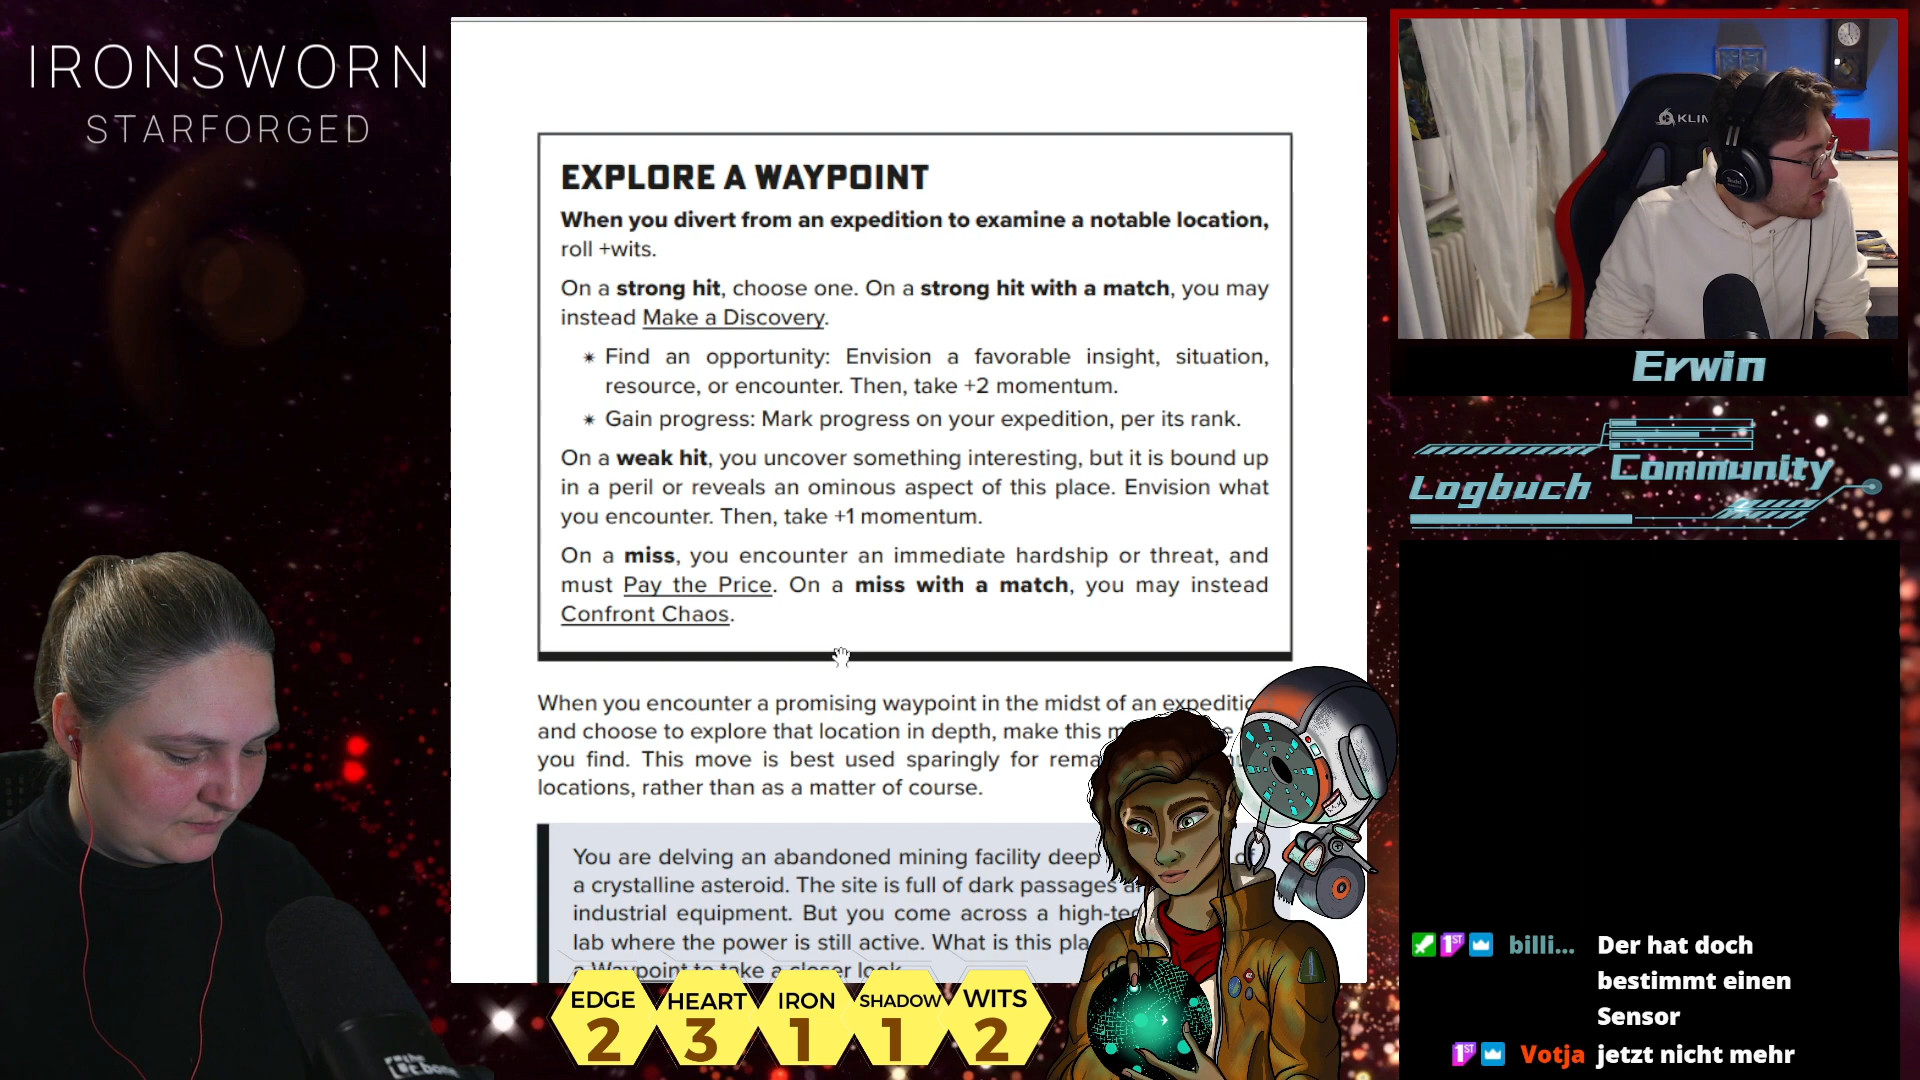 IRONSWORN
STARFORGED
EXPLORE A WAYPOINT
When you divert from an expedition to examine a notable location,
roll +wits.
On a strong hit, choose one. On a strong hit with a match, you may
instead Make a Discovery.
✴ Find an opportunity: Envision a favorable insight, situation,
resource, or encounter. Then, take +2 momentum.
✴ Gain progress: Mark progress on your expedition, per its rank.
On a weak hit, you uncover something interesting, but it is bound up
in a peril or reveals an ominous aspect of this place. Envision what
you encounter. Then, take +1 momentum.
On a miss, you encounter an immediate hardship or threat, and
must Pay the Price. On a miss with a match, you may instead
Confront Chaos.
When you encounter a promising waypoint in the midst of an
and choose to explore that location in depth, make this
you find. This move is best used sparingly for
locations, rather than as a matter of course.
You are delving an abandoned mining facility deep of
a crystalline asteroid. The site is full of dark passages
industrial equipment. But you come across a
lab where the power is still active. What is this
a Waypoint to take a closer look
EDGE
2
HEART
3
IRON
1
SHADOW
1
WITS
2
KLIM
Erwin
Logbuch
Community
1ST billi... Der hat doch
bestimmt einen
Sensor
1ST Votja jetzt nicht mehr